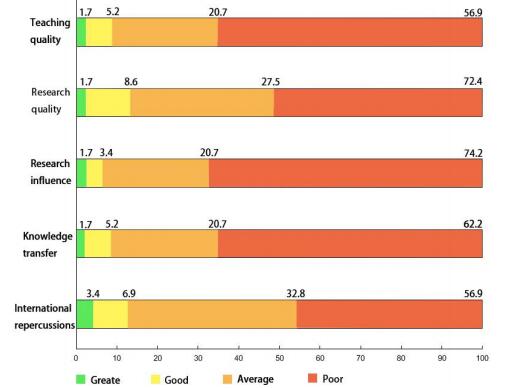 1.7 5.2 20.7 56.9
Teaching
quality
1.7 8.6 27.5 72.4
Research
quality
1.7 3.4 20.7 74.2
Research
influence
1.7 5.2 20.7 62.2
Knowledge
transfer
3.4 6.9 32.8 56.9
International
repercussions
0 10 20 30 40 50 60 70 80 90 100
Greate Good Average Poor